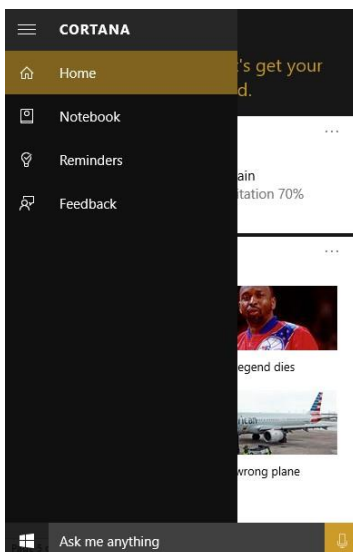 CORTANA
's get your
d.
Home
Notebook
Reminders
Feedback
...
ain
itation 70%
...
egend dies
wrong plane
Ask me anything